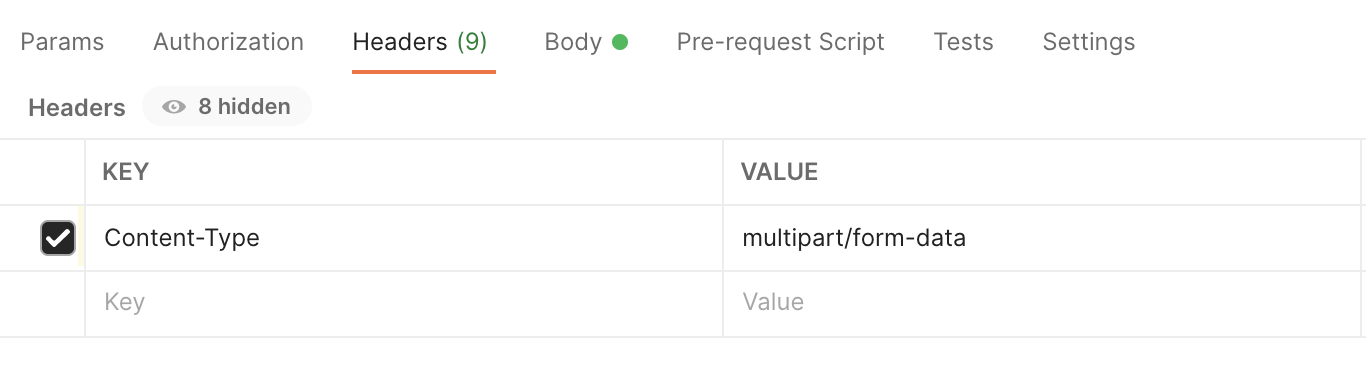 Params Authorization Headers (9) Body Pre-request Script Tests Settings
Headers 8 hidden
KEY VALUE
Content-Type multipart/form-data
Key Value